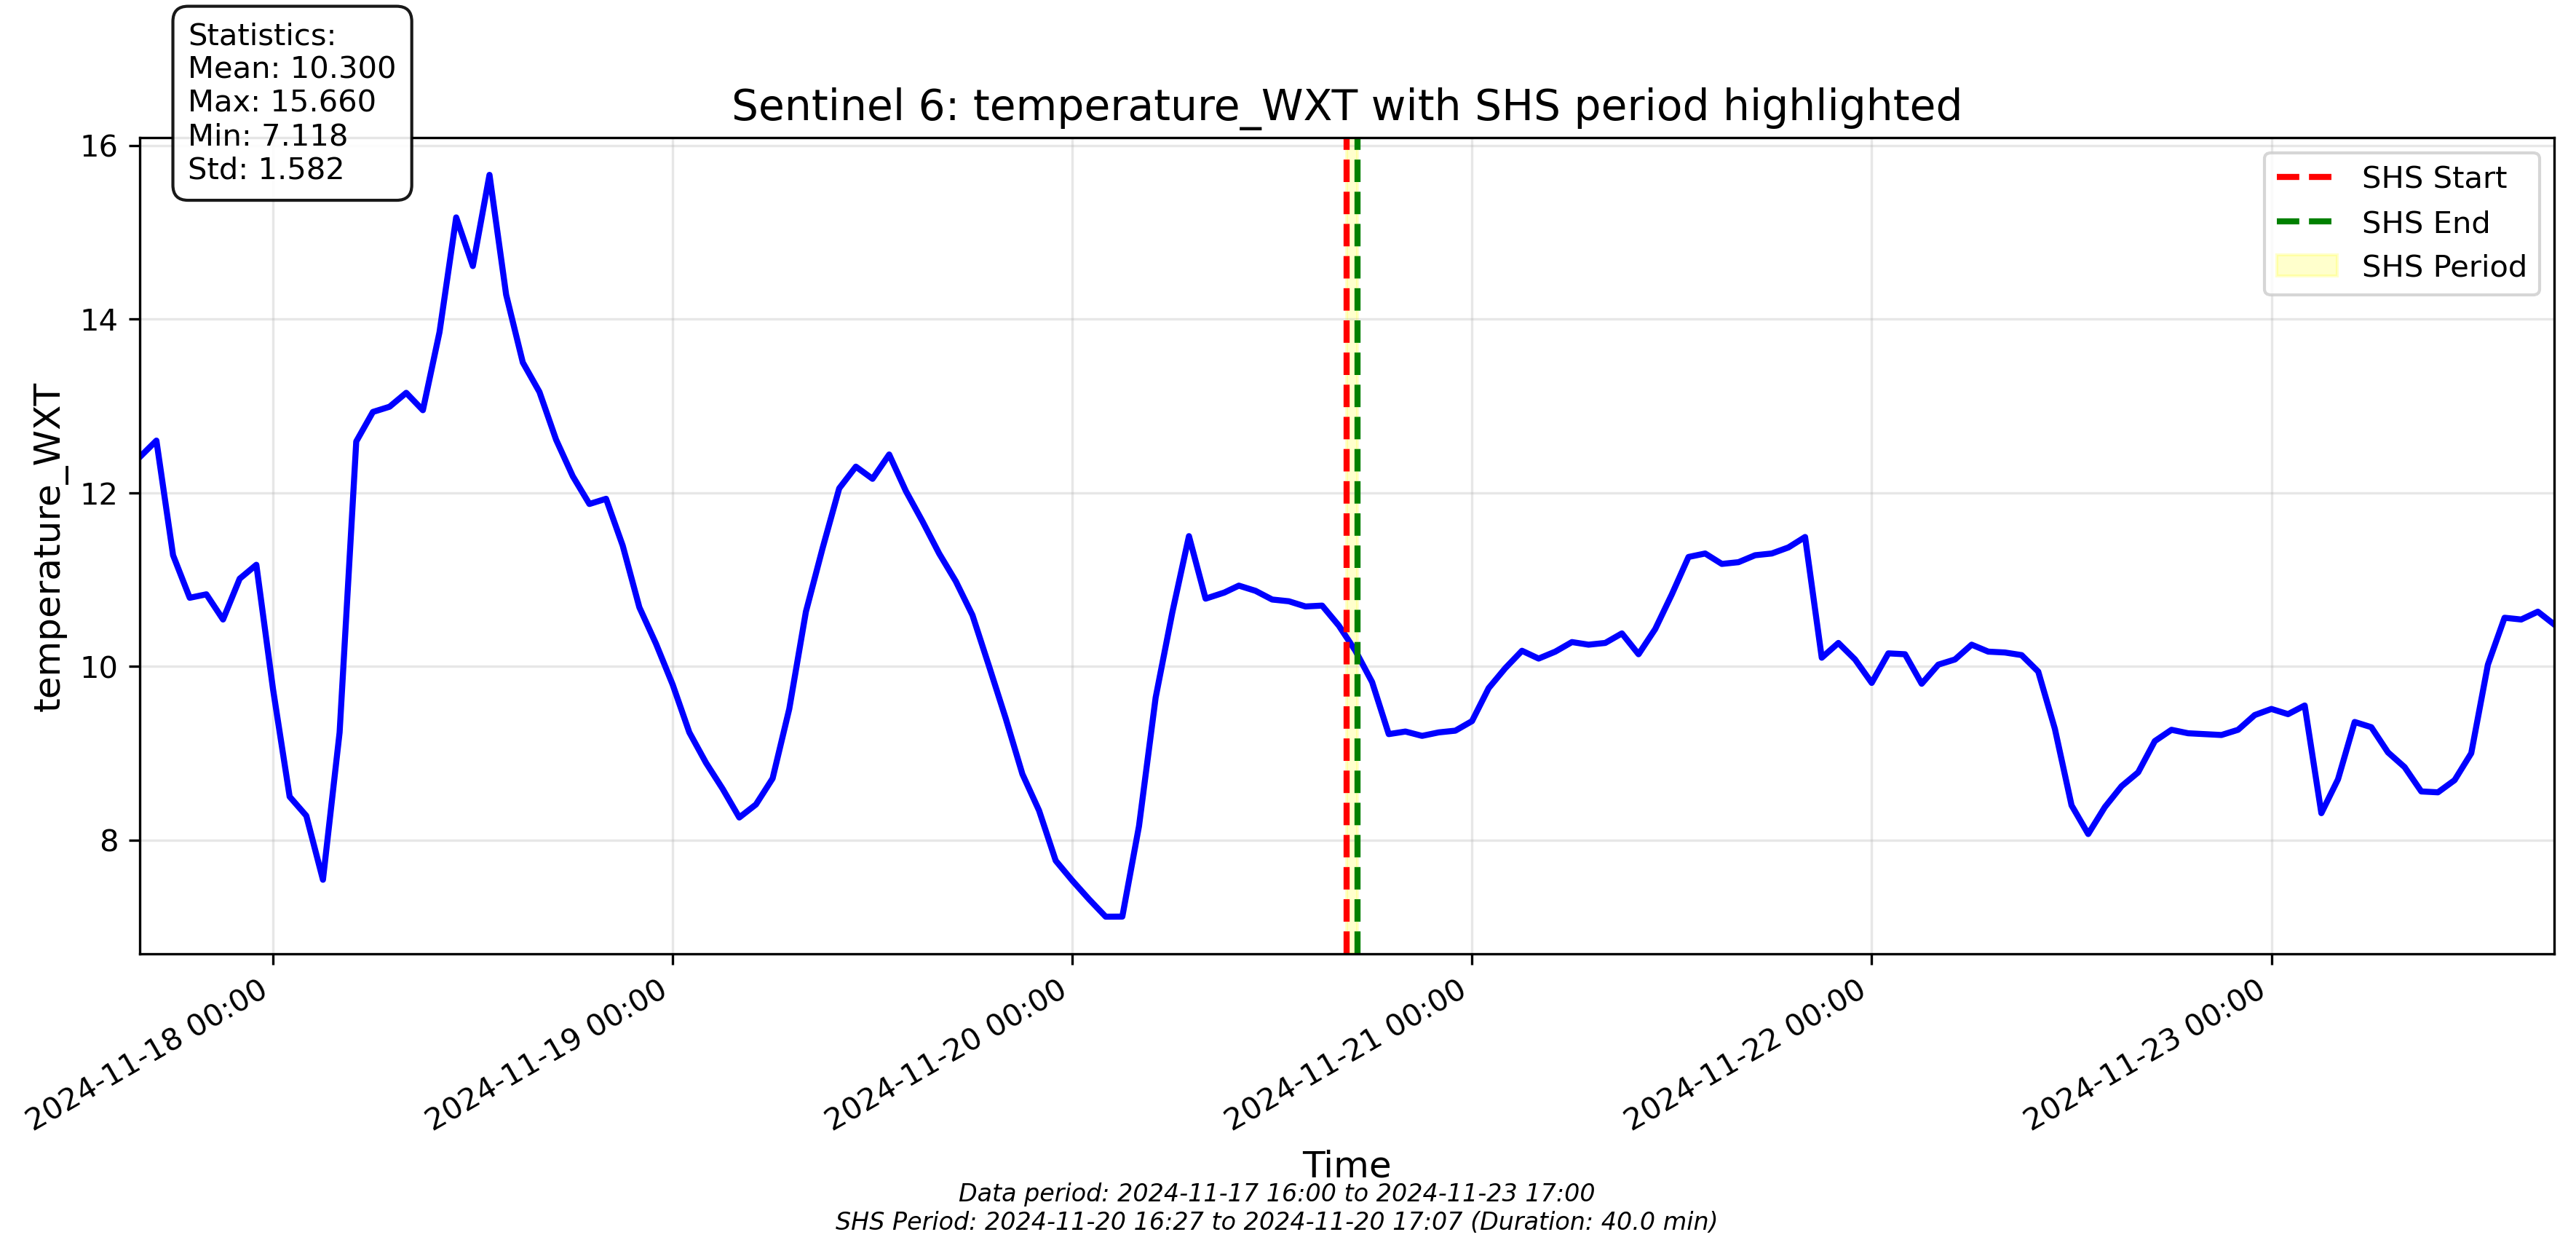 Statistics:
Mean: 10.300
Max: 15.660
Min: 7.118
Std: 1.582
Sentinel 6: temperature_WXT with SHS period highlighted
SHS Start
SHS End
SHS Period
temperature_WXT
16
14
12
10
8
2024-11-18 00:00
2024-11-19 00:00
2024-11-20 00:00
2024-11-21 00:00
2024-11-22 00:00
2024-11-23 00:00
Time
Data period: 2024-11-17 16:00 to 2024-11-23 17:00
SHS Period: 2024-11-20 16:27 to 2024-11-20 17:07 (Duration: 40.0 min)